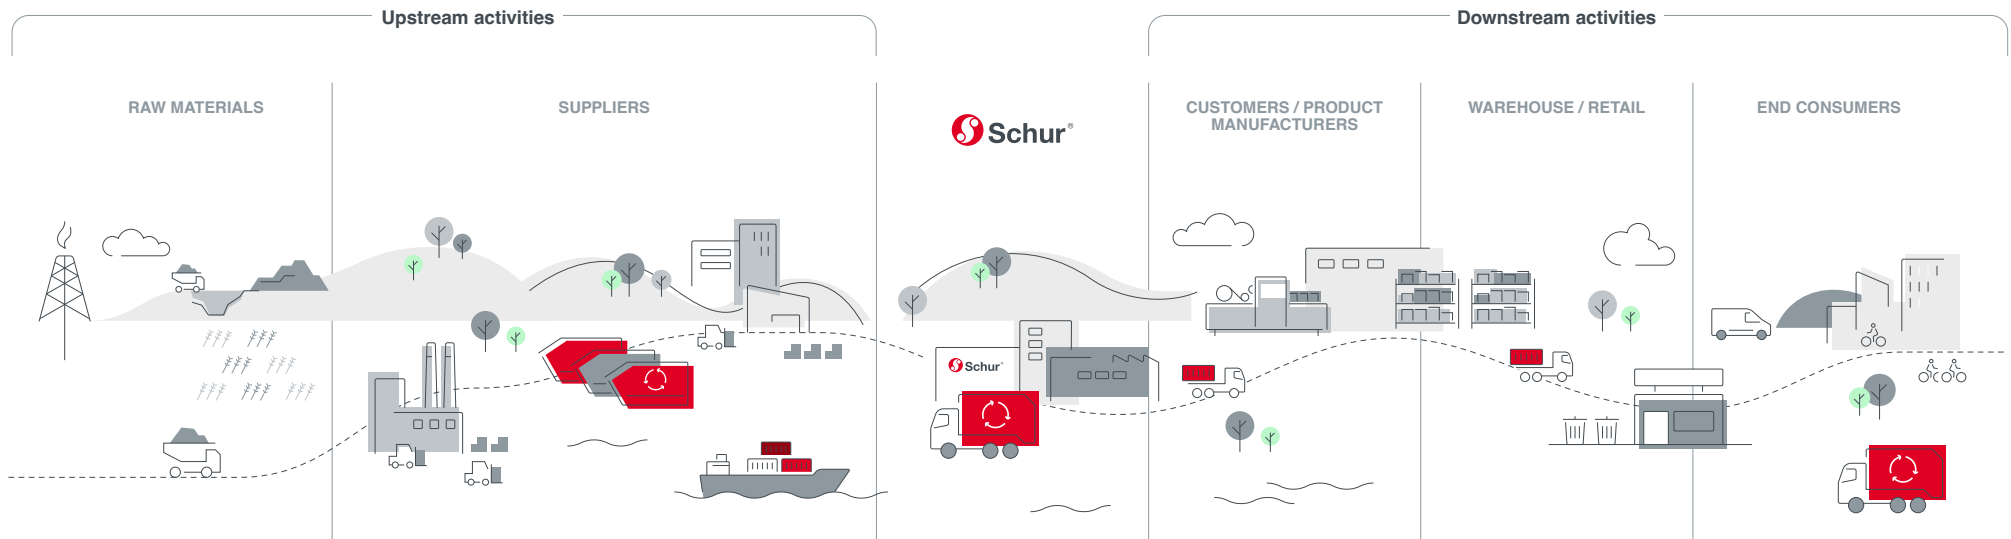 Upstream activities
Downstream activities
RAW MATERIALS
SUPPLIERS
Schur®
CUSTOMERS / PRODUCT
MANUFACTURERS
WAREHOUSE / RETAIL
END CONSUMERS
Schur®